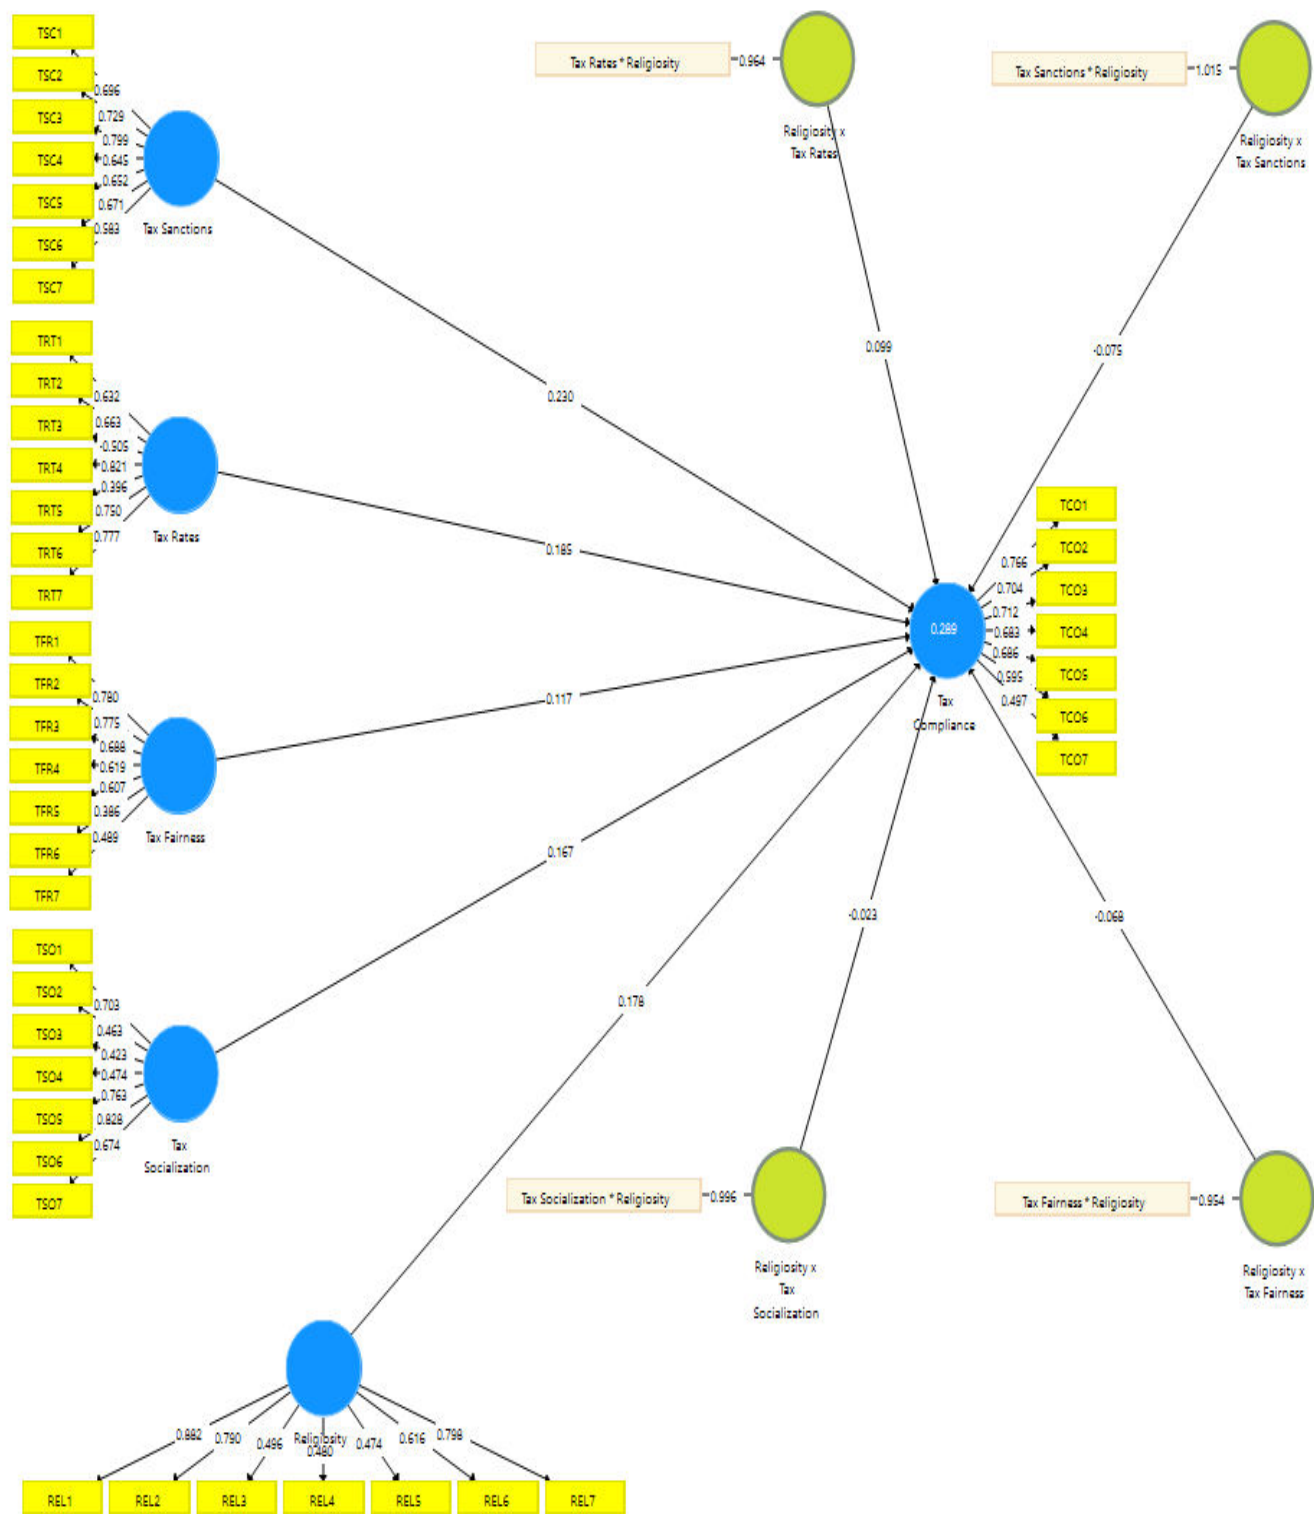 TSC1
TSC2
TSC3
TSC4
TSC5
TSC6
TSC7
0.696
0.729
0.799
0.645
0.652
0.671
0.583
Tax Sanctions
Tax Rates * Religiosity
0.964
Religiosity x
Tax Rates
Tax Sanctions * Religiosity
1.015
Religiosity x
Tax Sanctions
0.230
0.099
-0.075
TRT1
TRT2
TRT3
TRT4
TRT5
TRT6
TRT7
0.632
0.663
-0.505
0.821
0.396
0.750
0.777
Tax Rates
0.185
TCO1
TCO2
TCO3
TCO4
TCO5
TCO6
TCO7
0.766
0.704
0.712
0.683
0.686
0.595
0.497
0.289
Tax
Compliance
TFR1
TFR2
TFR3
TFR4
TFR5
TFR6
TFR7
0.780
0.775
0.688
0.619
0.607
0.386
0.489
Tax Fairness
0.117
0.167
-0.023
-0.068
0.178
TSO1
TSO2
TSO3
TSO4
TSO5
TSO6
TSO7
0.703
0.463
0.423
0.474
0.763
0.828
0.674
Tax
Socialization
Tax Socialization * Religiosity
0.996
Religiosity x
Tax
Socialization
Tax Fairness * Religiosity
0.954
Religiosity x
Tax Fairness
Religiosity
0.882
0.790
0.496
0.480
0.474
0.616
0.798
REL1
REL2
REL3
REL4
REL5
REL6
REL7